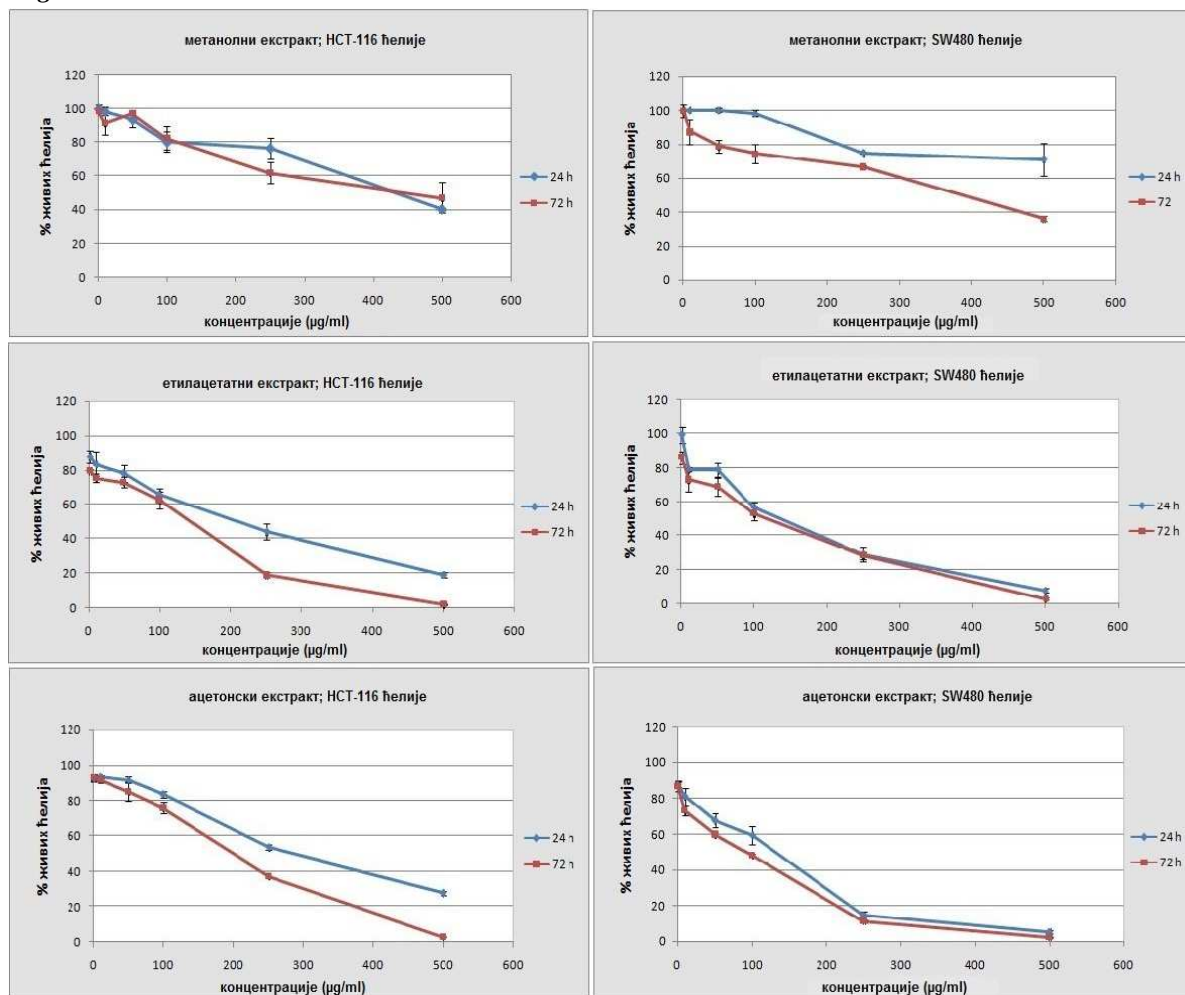 метанолни екстракт; HCT-116 ћелије
120
100
80
60
40
20
0
% живих ћелија
0 100 200 300 400 500 600
концентрације (µg/ml)
24 h
72 h
метанолни екстракт; SW480 ћелије
120
100
80
60
40
20
0
% живих ћелија
0 100 200 300 400 500 600
концентрације (µg/ml)
24 h
72
етилацетатни екстракт; HCT-116 ћелије
120
100
80
60
40
20
0
% живих ћелија
0 100 200 300 400 500 600
концентрације (µg/ml)
24 h
72 h
етилацетатни екстракт; SW480 ћелије
120
100
80
60
40
20
0
% живих ћелија
0 100 200 300 400 500 600
концентрације (µg/ml)
24 h
72 h
ацетонски екстракт; HCT-116 ћелије
120
100
80
60
40
20
0
% живих ћелија
0 100 200 300 400 500 600
концентрације (µg/ml)
24 h
72 h
ацетонски екстракт; SW480 ћелије
120
100
80
60
40
20
0
% живих ћелија
0 100 200 300 400 500 600
концентрације (µg/ml)
24 h
72 h